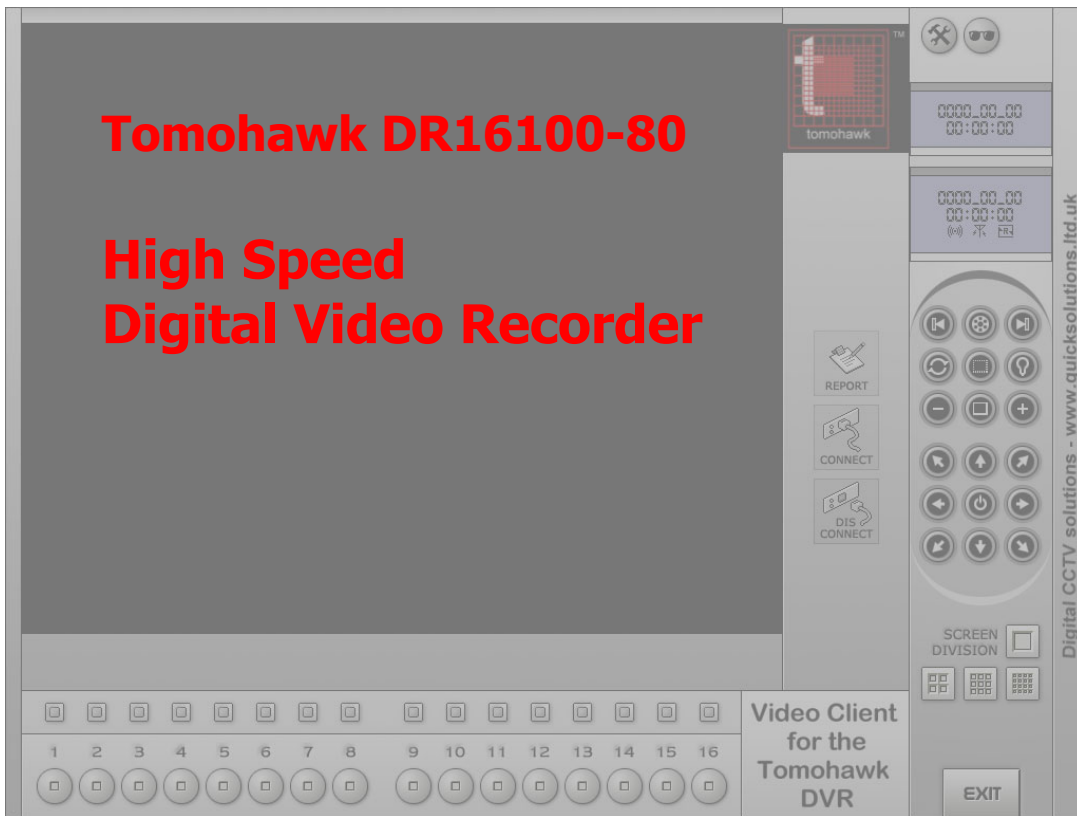 Tomohawk DR16100-80
High Speed
Digital Video Recorder
t
TM
tomohawk
0000_00_00
00:00:00
0000_00_00
00:00:00
REPORT
CONNECT
DIS
CONNECT
SCREEN
DIVISION
1 2 3 4 5 6 7 8 9 10 11 12 13 14 15 16
Video Client
for the
Tomohawk
DVR
EXIT
Digital CCTV solutions - www.quicksolutions.ltd.uk